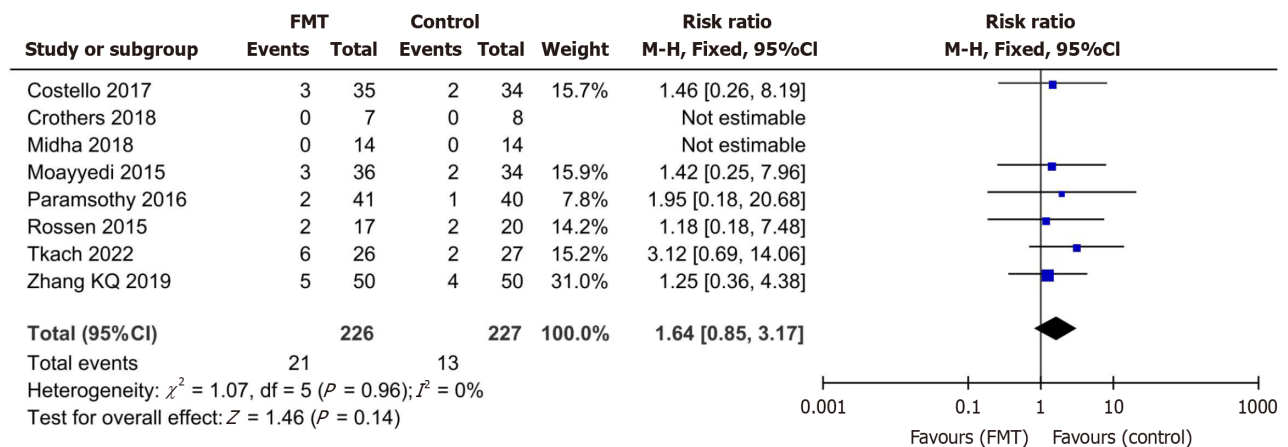 FMT Control Risk ratio Risk ratio
Study or subgroup Events Total Events Total Weight M-H, Fixed, 95%CI M-H, Fixed, 95%CI
Costello 2017 3 35 2 34 15.7% 1.46 [0.26, 8.19]
Crothers 2018 0 7 0 8 Not estimable
Midha 2018 0 14 0 14 Not estimable
Moayyedi 2015 3 36 2 34 15.9% 1.42 [0.25, 7.96]
Paramsothy 2016 2 41 1 40 7.8% 1.95 [0.18, 20.68]
Rossen 2015 2 17 2 20 14.2% 1.18 [0.18, 7.48]
Tkach 2022 6 26 2 27 15.2% 3.12 [0.69, 14.06]
Zhang KQ 2019 5 50 4 50 31.0% 1.25 [0.36, 4.38]
Total (95%CI) 226 227 100.0% 1.64 [0.85, 3.17]
Total events 21 13
Heterogeneity: χ² = 1.07, df = 5 (P = 0.96); I² = 0%
Test for overall effect: Z = 1.46 (P = 0.14)
0.001 0.1 1 10 1000
Favours (FMT) Favours (control)